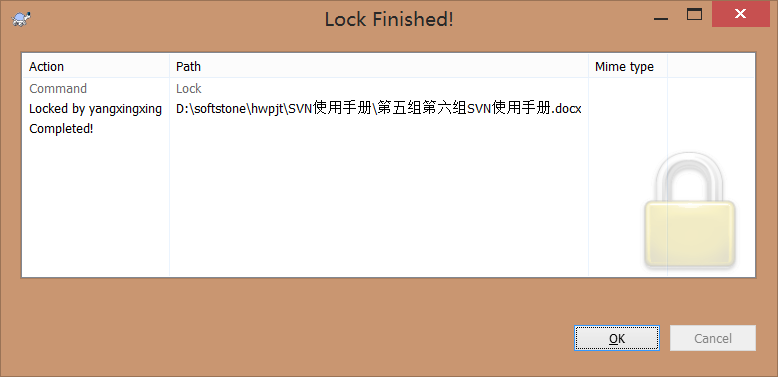 Lock Finished!
Action Path Mime type
Command Lock
Locked by yangxingxing D:\softstone\hwpjt\SVN使用手册\第五组第六组SVN使用手册.docx
Completed!
OK Cancel